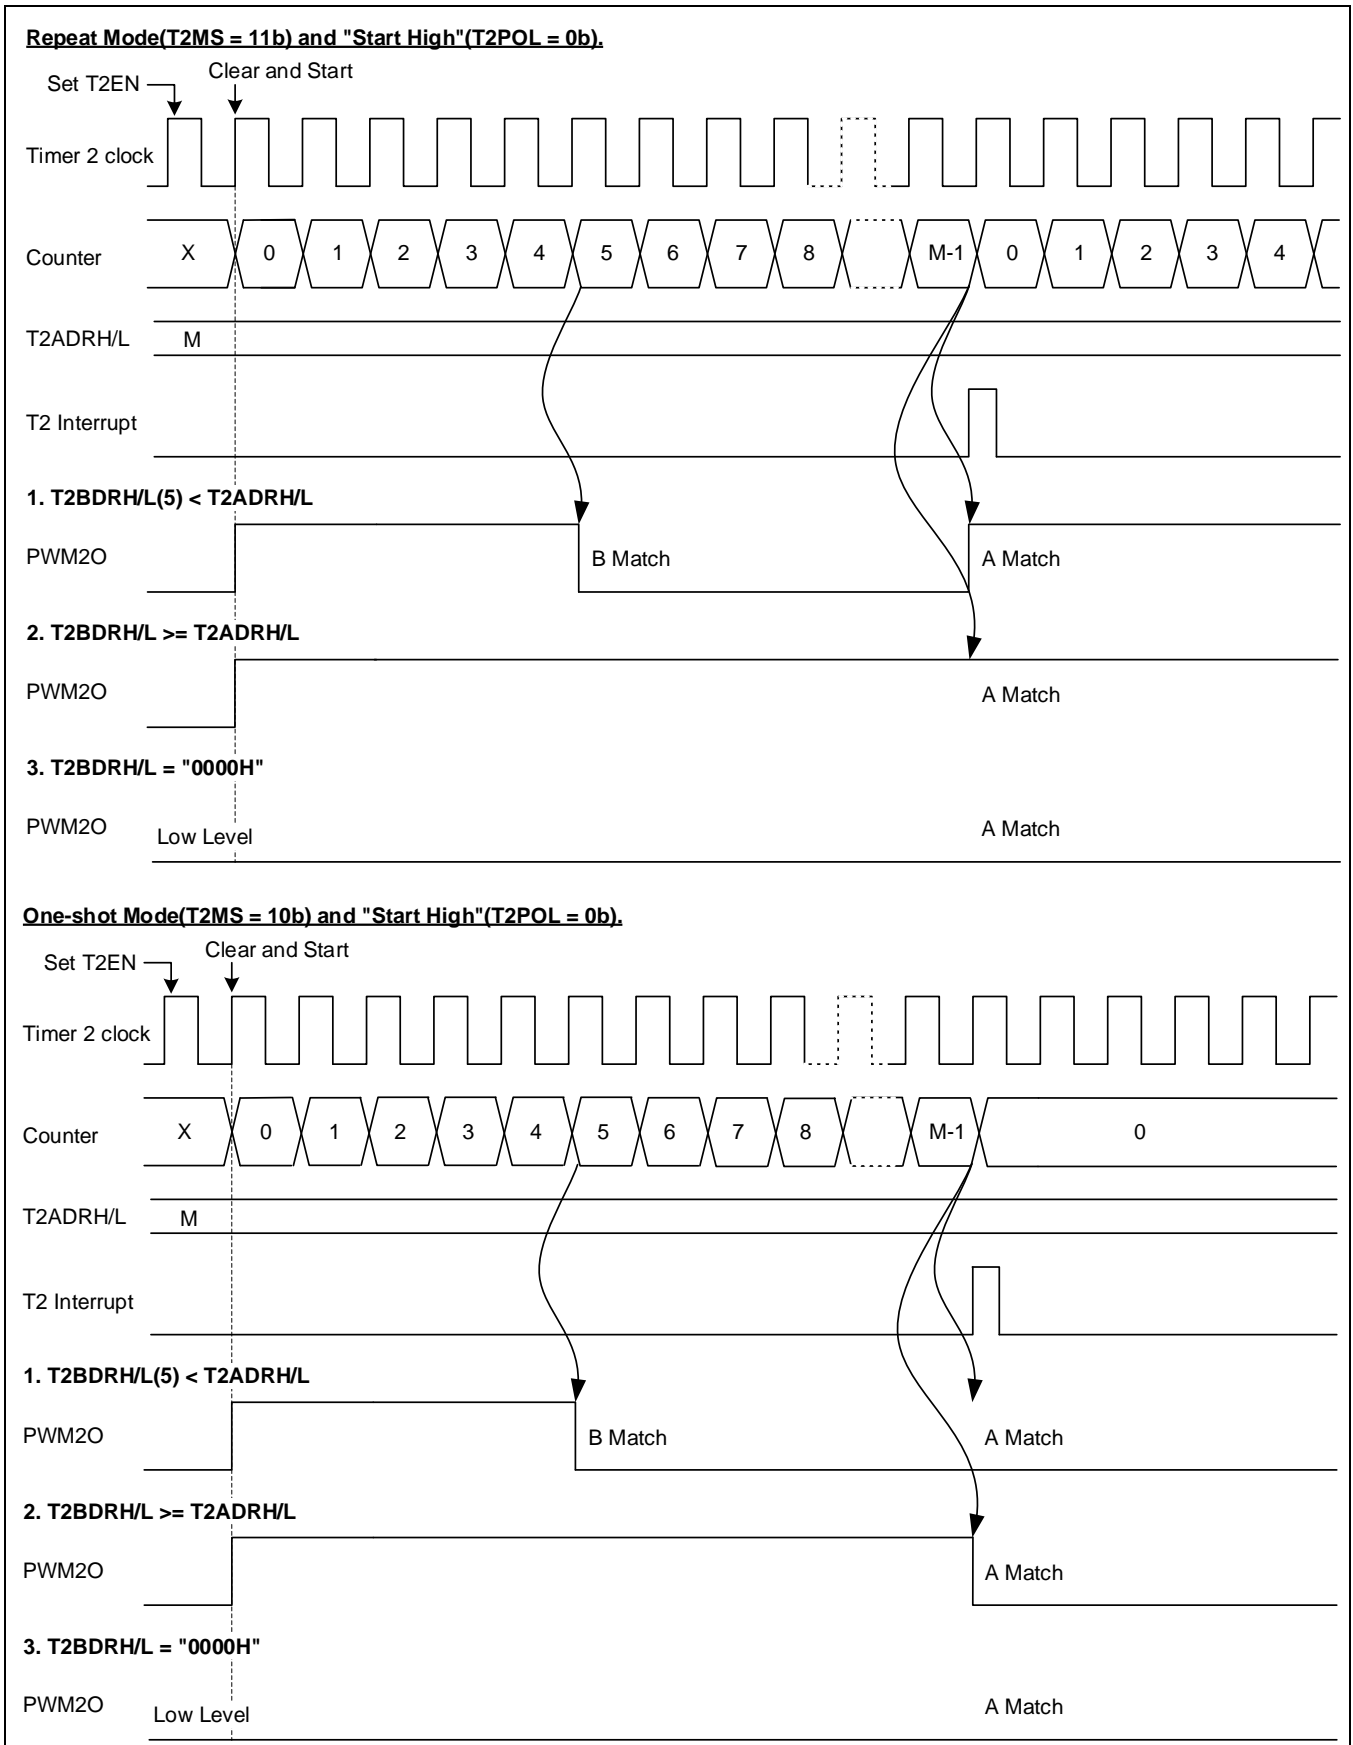 Repeat Mode(T2MS = 11b) and "Start High"(T2POL = 0b).
Set T2EN Clear and Start
Timer 2 clock
Counter X 0 1 2 3 4 5 6 7 8 M-1 0 1 2 3 4
T2ADRH/L M
T2 Interrupt
1. T2BDRH/L(5) < T2ADRH/L
PWM2O B Match A Match
2. T2BDRH/L >= T2ADRH/L
PWM2O A Match
3. T2BDRH/L = "0000H"
PWM2O Low Level A Match
One-shot Mode(T2MS = 10b) and "Start High"(T2POL = 0b).
Set T2EN Clear and Start
Timer 2 clock
Counter X 0 1 2 3 4 5 6 7 8 M-1 0
T2ADRH/L M
T2 Interrupt
1. T2BDRH/L(5) < T2ADRH/L
PWM2O B Match A Match
2. T2BDRH/L >= T2ADRH/L
PWM2O A Match
3. T2BDRH/L = "0000H"
PWM2O Low Level A Match